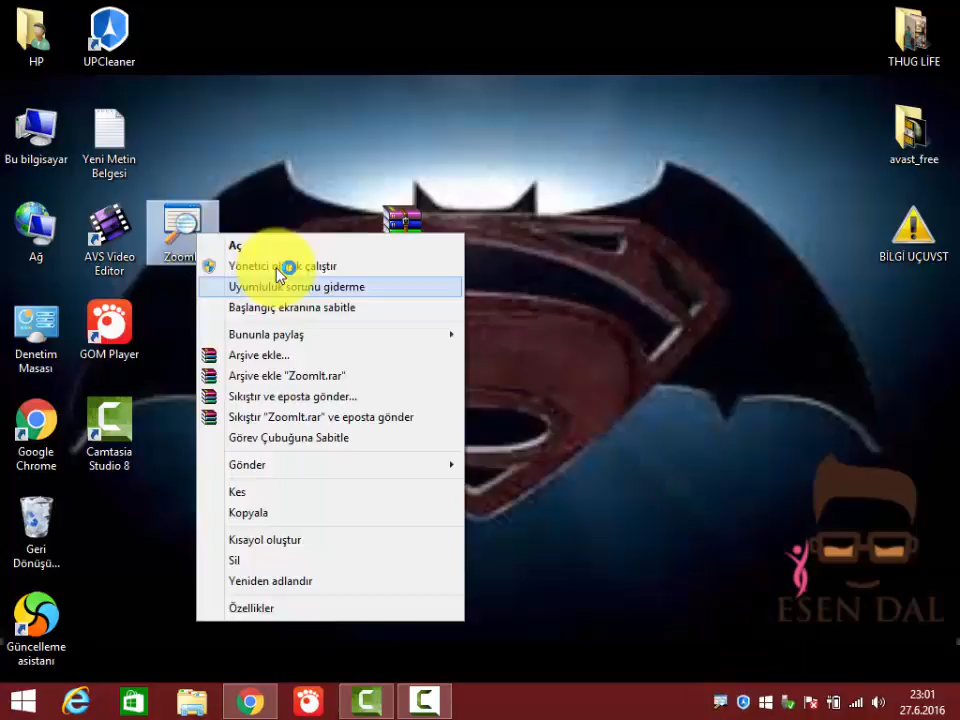 HP
UPCleaner
THUG LİFE
Bu bilgisayar
Yeni Metin
Belgesi
avast_free
Ağ
AVS Video
Editor
BİLGİ UÇUVST
Denetim
Masası
GOM Player
Google
Chrome
Camtasia
Studio 8
Geri
Dönüşü...
Güncelleme
asistanı
Aç
Yönetici olarak çalıştır
Uyumluluk sorunu giderme
Başlangıç ekranına sabitle
Bununla paylaş
Arşive ekle...
Arşive ekle "ZoomIt.rar"
Sıkıştır ve eposta gönder...
Sıkıştır "ZoomIt.rar" ve eposta gönder
Görev Çubuğuna Sabitle
Gönder
Kes
Kopyala
Kısayol oluştur
Sil
Yeniden adlandır
Özellikler
ESEN DAL
23:01
27.6.2016